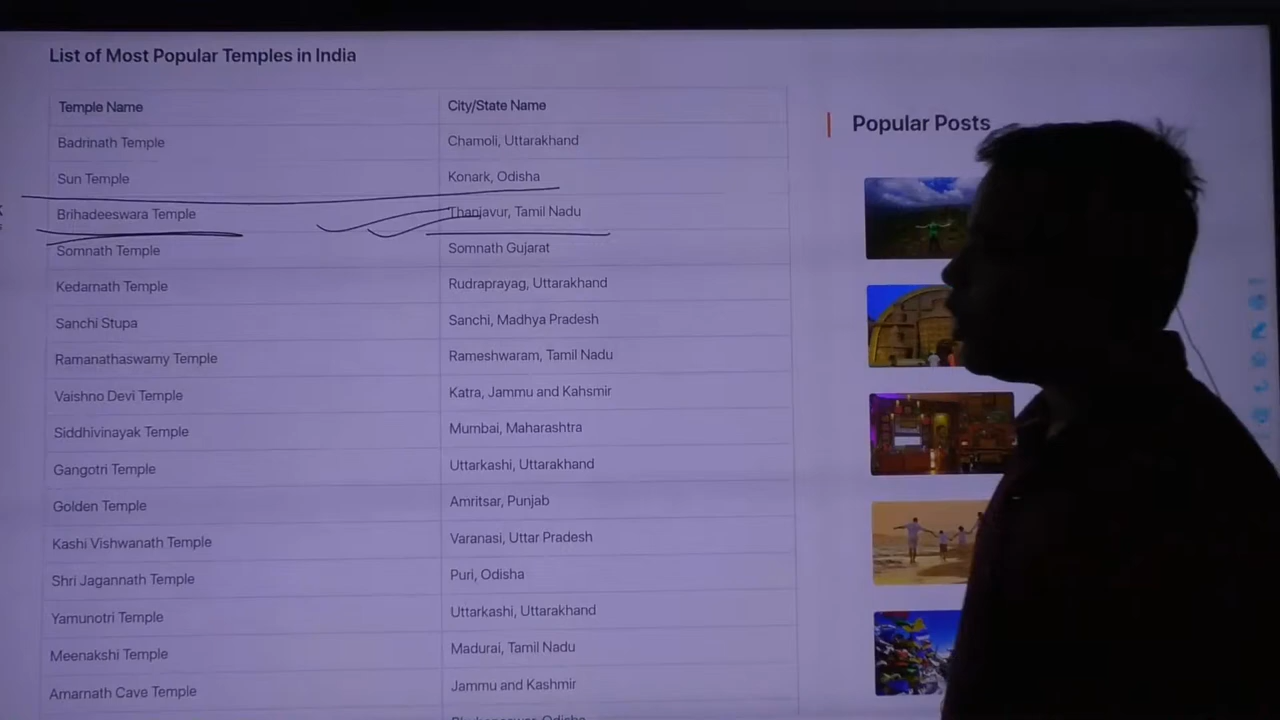 List of Most Popular Temples in India
Temple Name City/State Name
Badrinath Temple Chamoli, Uttarakhand
Sun Temple Konark, Odisha
Brihadeeswara Temple Thanjavur, Tamil Nadu
Somnath Temple Somnath Gujarat
Kedarnath Temple Rudraprayag, Uttarakhand
Sanchi Stupa Sanchi, Madhya Pradesh
Ramanathaswamy Temple Rameshwaram, Tamil Nadu
Vaishno Devi Temple Katra, Jammu and Kahsmir
Siddhivinayak Temple Mumbai, Maharashtra
Gangotri Temple Uttarkashi, Uttarakhand
Golden Temple Amritsar, Punjab
Kashi Vishwanath Temple Varanasi, Uttar Pradesh
Shri Jagannath Temple Puri, Odisha
Yamunotri Temple Uttarkashi, Uttarakhand
Meenakshi Temple Madurai, Tamil Nadu
Amarnath Cave Temple Jammu and Kashmir
Popular Posts